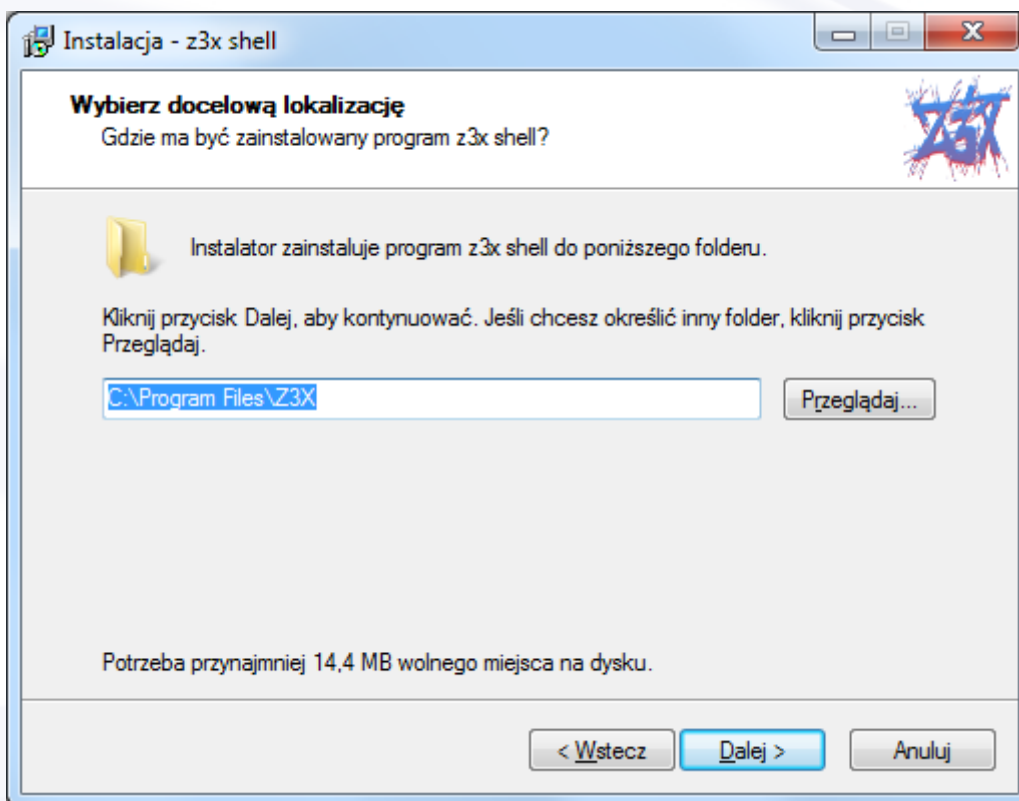 Instalacja - z3x shell
Wybierz docelową lokalizację
Gdzie ma być zainstalowany program z3x shell?
Z3X
Instalator zainstaluje program z3x shell do poniższego folderu.
Kliknij przycisk Dalej, aby kontynuować. Jeśli chcesz określić inny folder, kliknij przycisk
Przeglądaj.
C:\Program Files\Z3X
Przeglądaj...
Potrzeba przynajmniej 14,4 MB wolnego miejsca na dysku.
< Wstecz
Dalej >
Anuluj